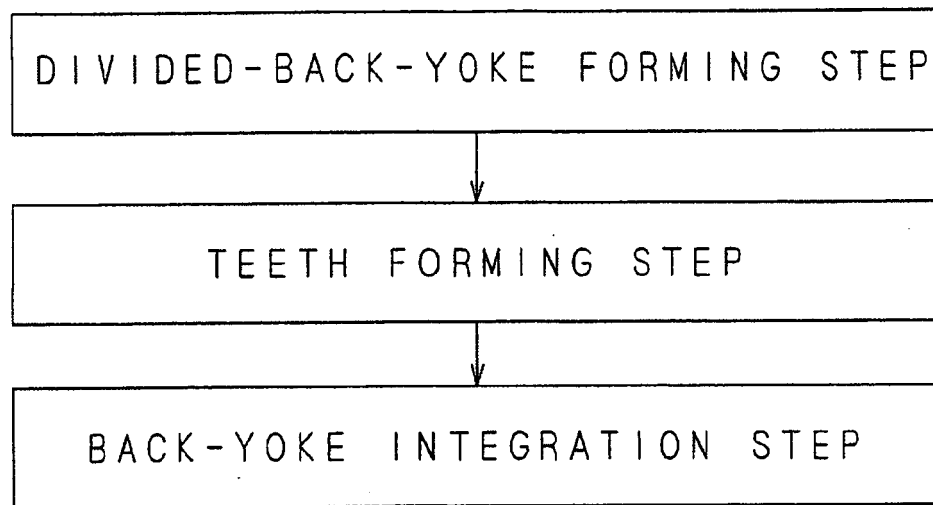 DIVIDED-BACK-YOKE FORMING STEP
TEETH FORMING STEP
BACK-YOKE INTEGRATION STEP